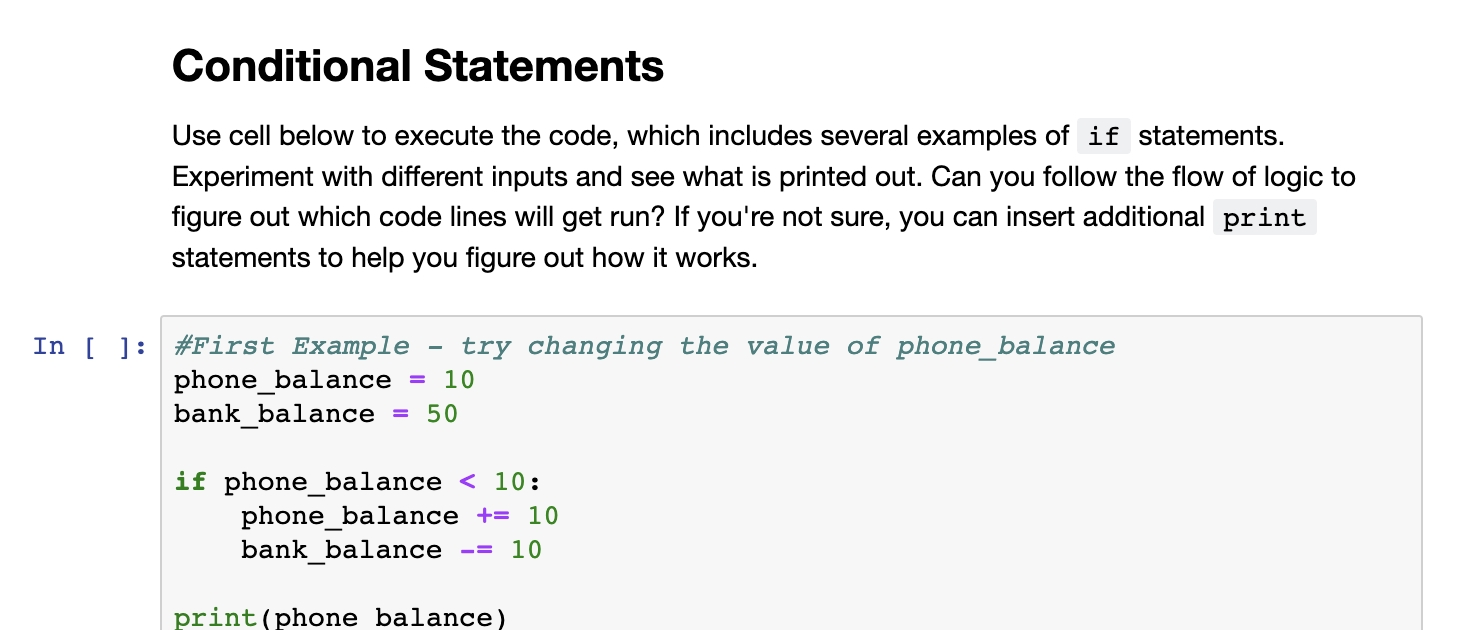 Conditional Statements
Use cell below to execute the code, which includes several examples of if statements.
Experiment with different inputs and see what is printed out. Can you follow the flow of logic to
figure out which code lines will get run? If you're not sure, you can insert additional print
statements to help you figure out how it works.
In [ ]: #First Example - try changing the value of phone_balance
phone_balance = 10
bank_balance = 50
if phone_balance < 10:
    phone_balance += 10
    bank_balance -= 10
print(phone_balance)